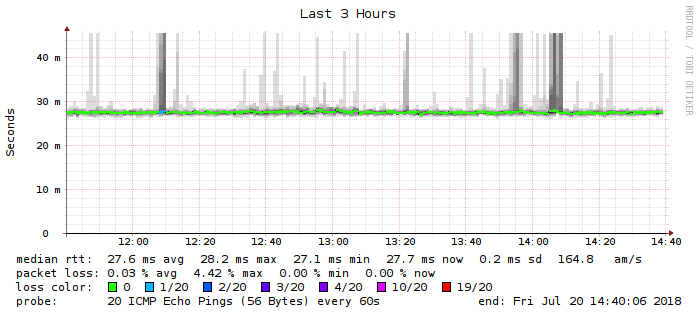 Last 3 Hours
RRDTOOL / TOBI OETIKER
Seconds
40 m
30 m
20 m
10 m
0
12:00 12:20 12:40 13:00 13:20 13:40 14:00 14:20 14:40
median rtt: 27.6 ms avg 28.2 ms max 27.1 ms min 27.7 ms now 0.2 ms sd 164.8 am/s
packet loss: 0.03 % avg 4.42 % max 0.00 % min 0.00 % now
loss color: 0 1/20 2/20 3/20 4/20 10/20 19/20
probe: 20 ICMP Echo Pings (56 Bytes) every 60s end: Fri Jul 20 14:40:06 2018